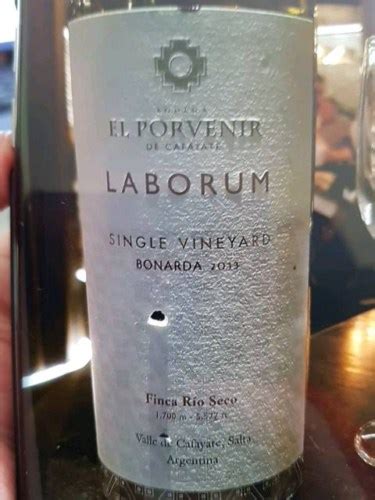 BODEGA
EL PORVENIR
DE CAFAYATE
LABORUM
SINGLE VINEYARD
BONARDA 2013
Finca Río Seco
1,700 m - 5,577 ft
Valle de Cafayate, Salta
Argentina